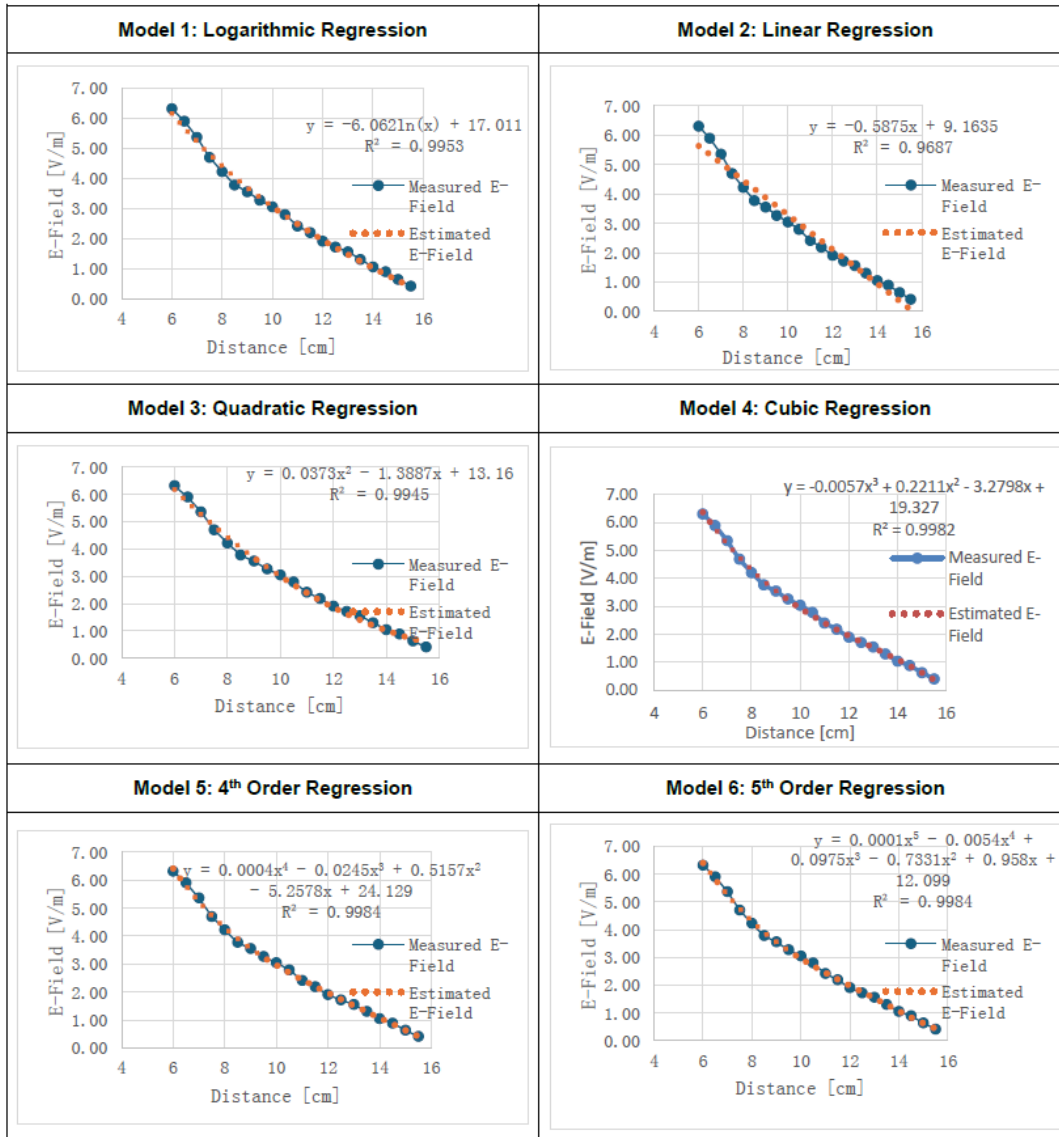 Model 1: Logarithmic Regression
Model 2: Linear Regression
7.00
6.00
5.00
4.00
3.00
2.00
1.00
0.00
E-Field [V/m]
y = -6.062ln(x) + 17.011
R² = 0.9953
Measured E-
Field
Estimated
E-Field
4 6 8 10 12 14 16
Distance [cm]
7.00
6.00
5.00
4.00
3.00
2.00
1.00
0.00
E-Field [V/m]
y = -0.5875x + 9.1635
R² = 0.9687
Measured E-
Field
Estimated
E-Field
4 6 8 10 12 14 16
Distance [cm]
Model 3: Quadratic Regression
Model 4: Cubic Regression
7.00
6.00
5.00
4.00
3.00
2.00
1.00
0.00
E-Field [V/m]
y = 0.0373x² - 1.3887x + 13.16
R² = 0.9945
Measured E-
Field
Estimated
E-Field
4 6 8 10 12 14 16
Distance [cm]
7.00
6.00
5.00
4.00
3.00
2.00
1.00
0.00
E-Field [V/m]
y = -0.0057x³ + 0.2211x² - 3.2798x +
19.327
R² = 0.9982
Measured E-
Field
Estimated E-
Field
4 6 8 10 12 14 16
Distance [cm]
Model 5: 4th Order Regression
Model 6: 5th Order Regression
7.00
6.00
5.00
4.00
3.00
2.00
1.00
0.00
E-Field [V/m]
y = 0.0004x⁴ - 0.0245x³ + 0.5157x²
- 5.2578x + 24.129
R² = 0.9984
Measured E-
Field
Estimated
E-Field
4 6 8 10 12 14 16
Distance [cm]
7.00
6.00
5.00
4.00
3.00
2.00
1.00
0.00
E-Field [V/m]
y = 0.0001x⁵ - 0.0054x⁴ +
0.0975x³ - 0.7331x² + 0.958x +
12.099
R² = 0.9984
Measured E-
Field
Estimated
E-Field
4 6 8 10 12 14 16
Distance [cm]